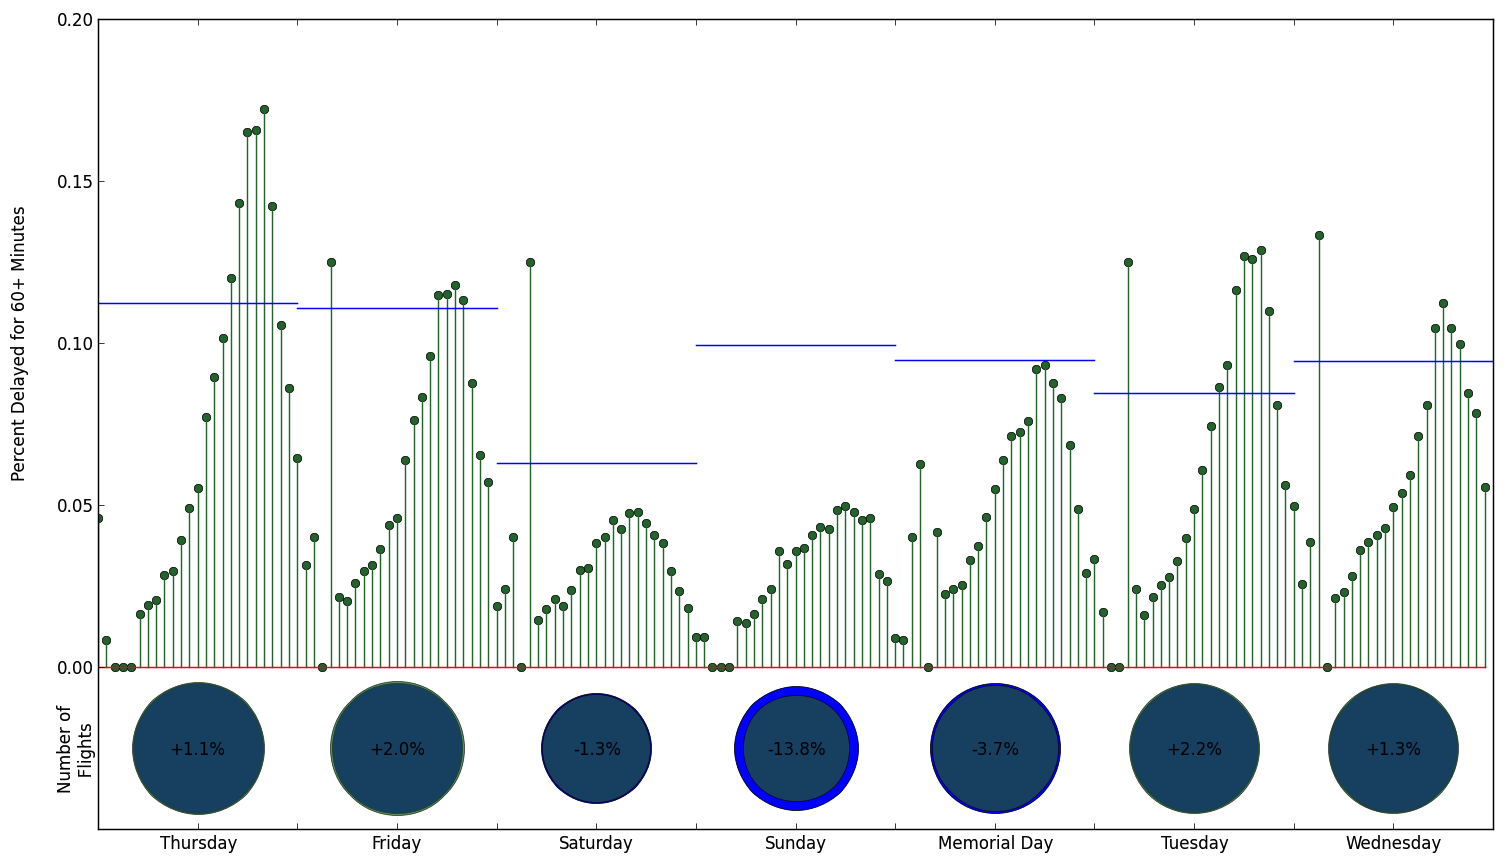 Percent Delayed for 60+ Minutes
0.20
0.15
0.10
0.05
0.00
Number of
Flights
+1.1%
+2.0%
-1.3%
-13.8%
-3.7%
+2.2%
+1.3%
Thursday
Friday
Saturday
Sunday
Memorial Day
Tuesday
Wednesday